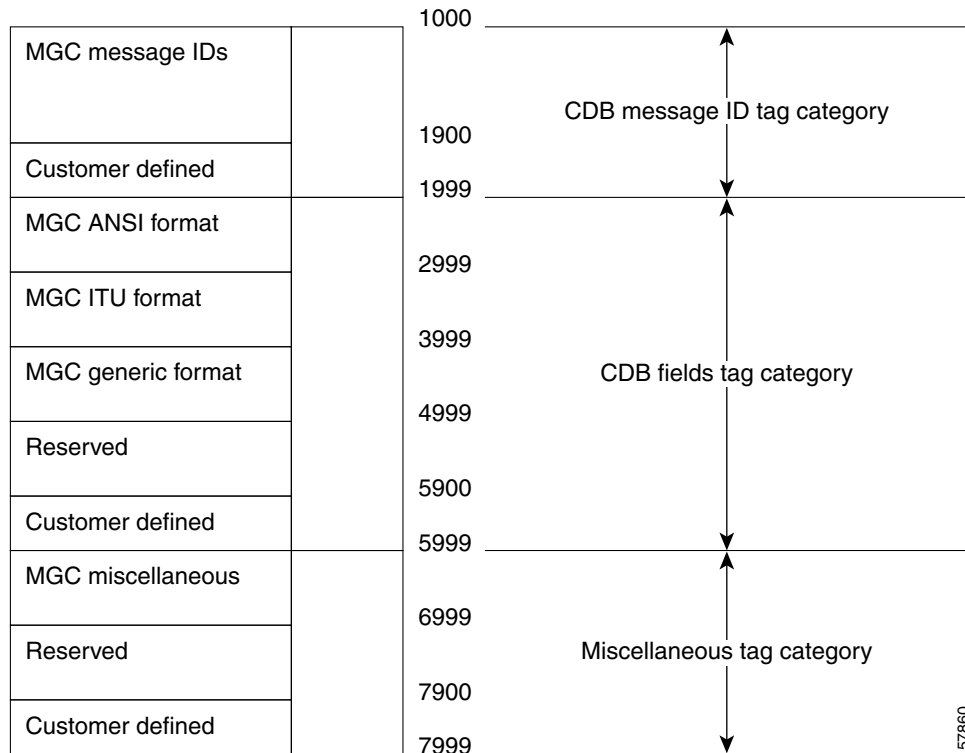 1000
MGC message IDs
CDB message ID tag category
1900
Customer defined
1999
MGC ANSI format
2999
MGC ITU format
3999
MGC generic format
CDB fields tag category
4999
Reserved
5900
Customer defined
5999
MGC miscellaneous
6999
Reserved
Miscellaneous tag category
7900
Customer defined
7999
57860